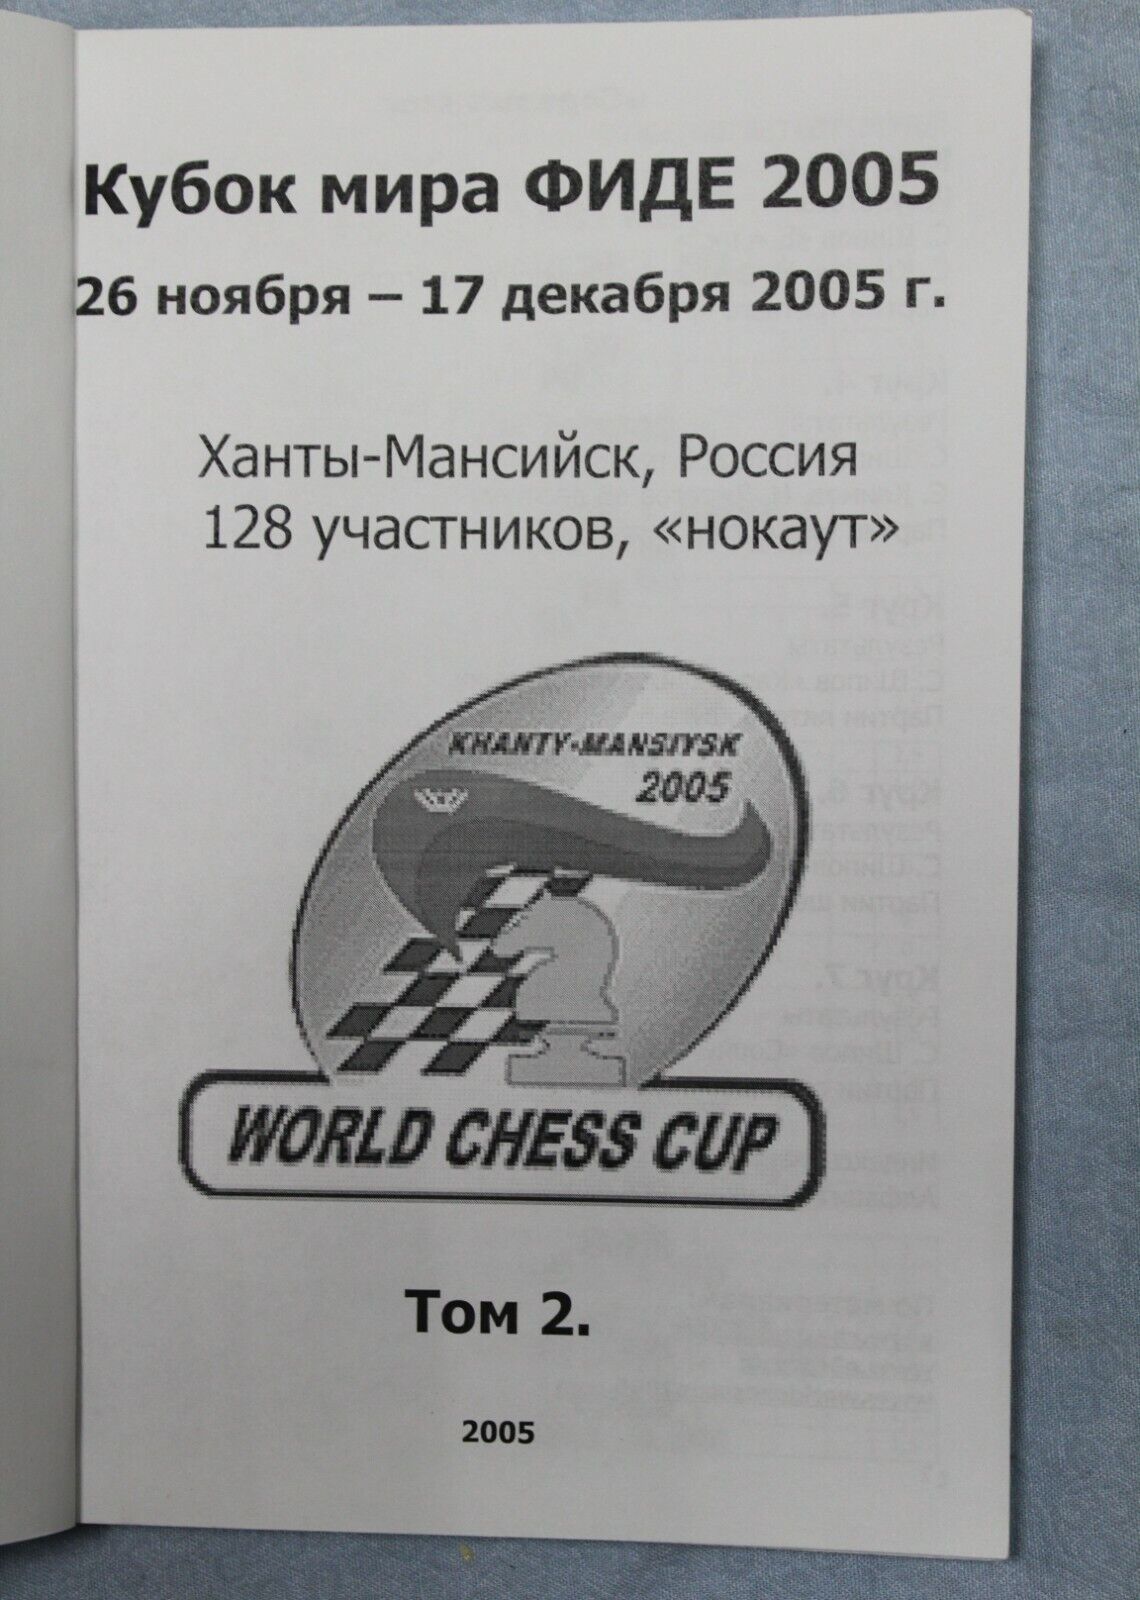 Кубок мира ФИДЕ 2005
26 ноября – 17 декабря 2005 г.
Ханты-Мансийск, Россия
128 участников, «нокаут»
KHANTY-MANSIYSK
2005
WORLD CHESS CUP
Том 2.
2005